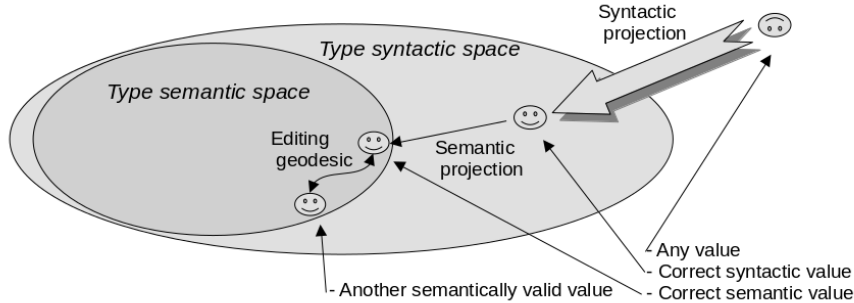 Syntactic
projection
Type syntactic space
Type semantic space
Editing
geodesic
Semantic
projection
- Any value
- Correct syntactic value
- Another semantically valid value
- Correct semantic value